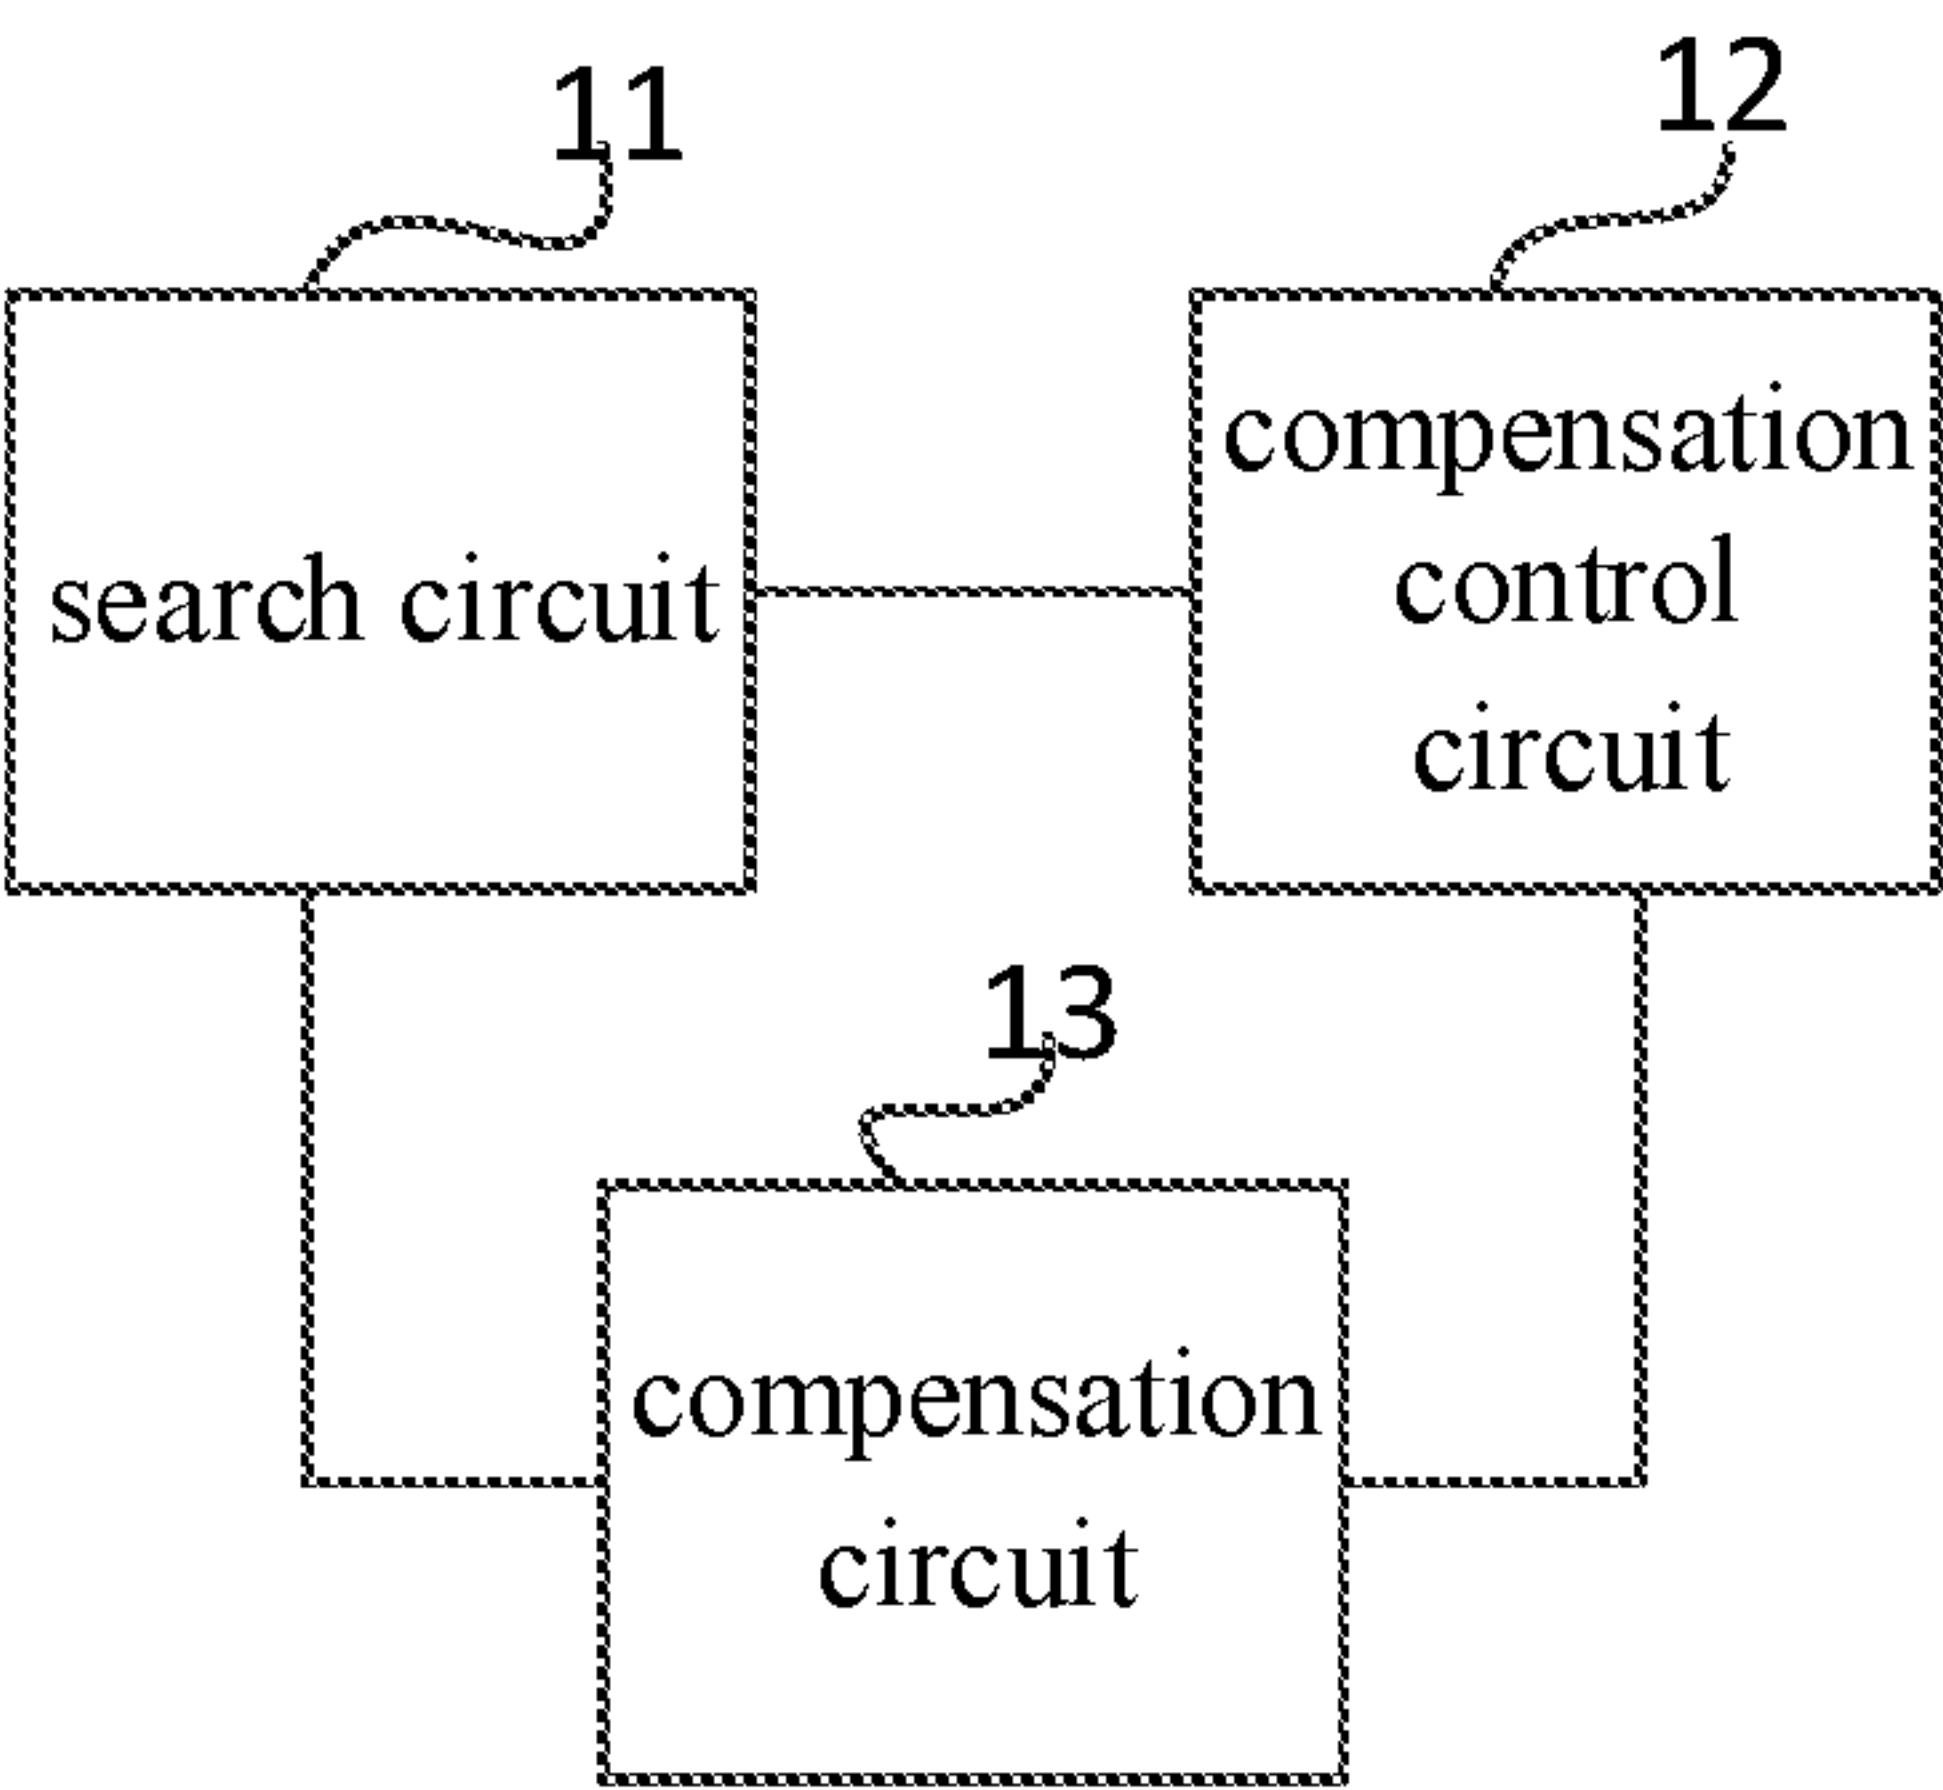 11
12
search circuit
compensation
control
circuit
13
compensation
circuit